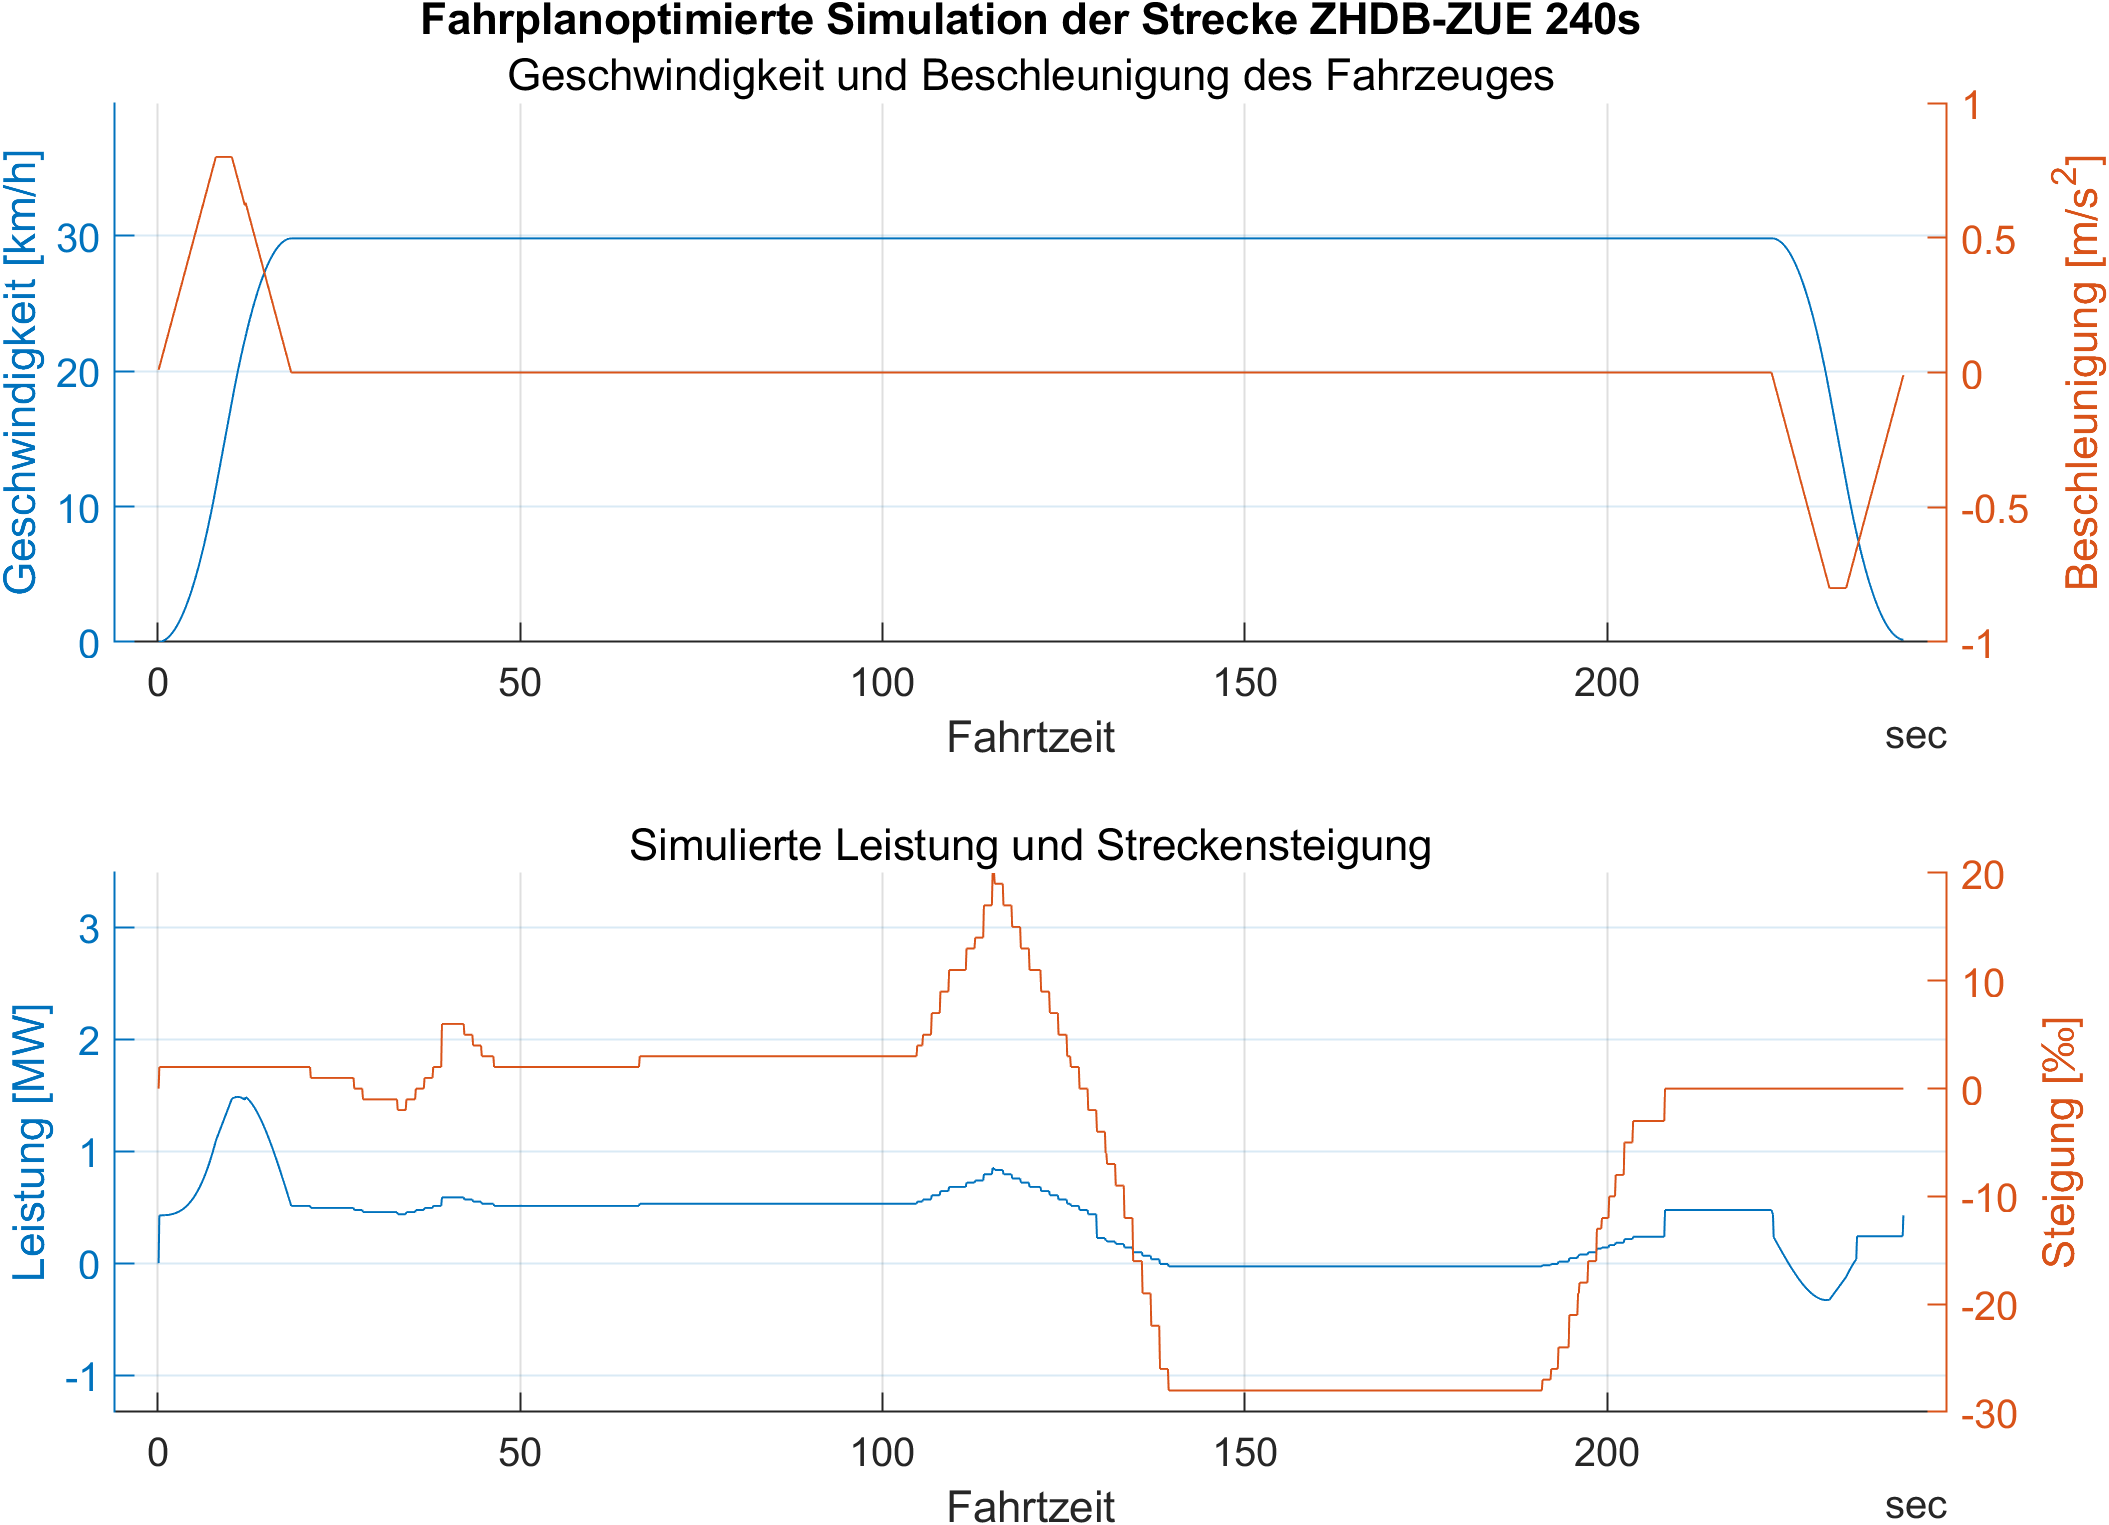 Fahrplanoptimierte Simulation der Strecke ZHDB-ZUE 240s
Geschwindigkeit und Beschleunigung des Fahrzeuges
Geschwindigkeit [km/h]
30
20
10
0
1
0.5
0
-0.5
-1
Beschleunigung [m/s²]
0 50 100 150 200
Fahrtzeit
sec
Simulierte Leistung und Streckensteigung
Leistung [MW]
3
2
1
0
-1
20
10
0
-10
-20
-30
Steigung [‰]
0 50 100 150 200
Fahrtzeit
sec